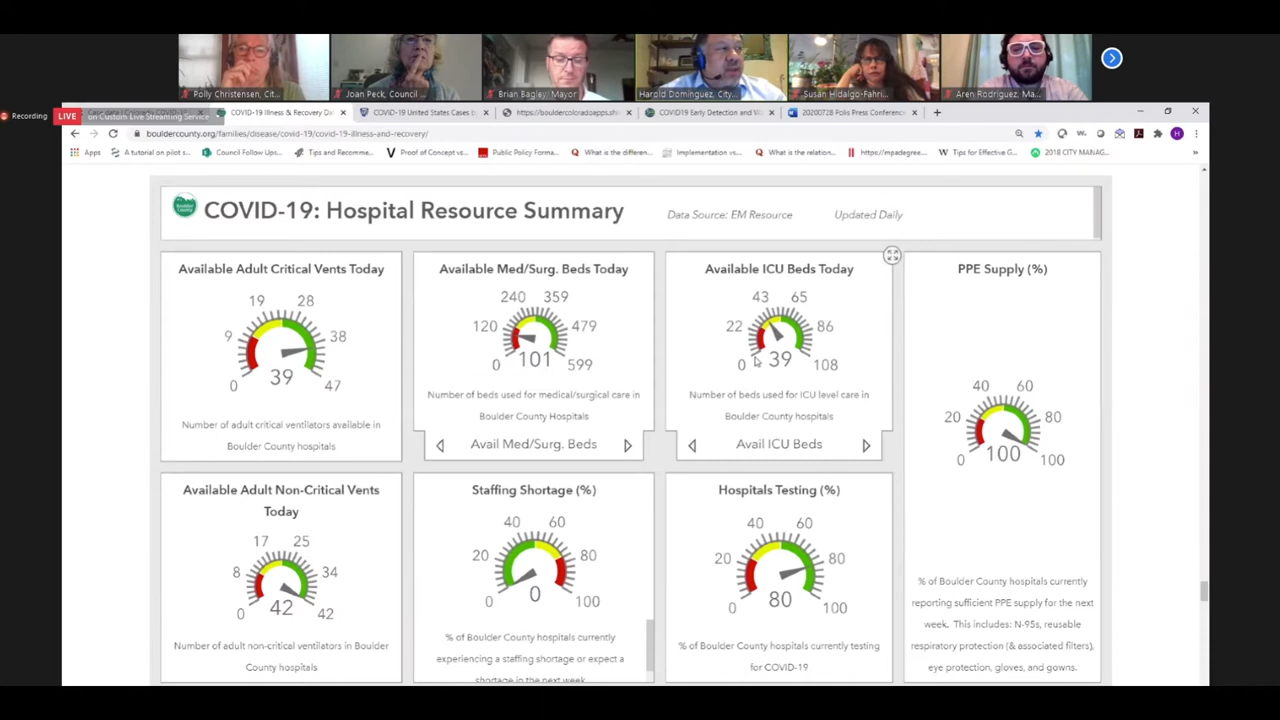 Polly Christensen, Cit...
Joan Peck, Council ...
Brian Bagley, Mayor
Harold Dominguez, City...
Susan Hidalgo-Fahri...
Aren Rodriguez, Ma...
Recording
LIVE
on Custom Live Streaming Service
COVID-19 Illness & Recovery Da
COVID-19 United States Cases by
https://bouldercoloradoapps.shi
COVID19 Early Detection and W
20200728 Polis Press Conferenc
bouldercounty.org/families/disease/covid-19/covid-19-illness-and-recovery/
Apps
A tutorial on pilot s...
Council Follow Ups...
Tips and Recomme...
Proof of Concept vs...
Public Policy Forma...
What is the differen...
Implementation vs...
What is the relation...
https://mpadegree...
Tips for Effective G...
2018 CITY MANAG...
COVID-19: Hospital Resource Summary
Data Source: EM Resource
Updated Daily
Available Adult Critical Vents Today
0
9
19
28
38
47
39
Number of adult critical ventilators available in
Boulder County hospitals
Available Med/Surg. Beds Today
0
120
240
359
479
599
101
Number of beds used for medical/surgical care in
Boulder County Hospitals
Avail Med/Surg. Beds
Available ICU Beds Today
0
22
43
65
86
108
39
Number of beds used for ICU level care in
Boulder County hospitals
Avail ICU Beds
PPE Supply (%)
0
20
40
60
80
100
100
% of Boulder County hospitals currently
reporting sufficient PPE supply for the next
week. This includes: N-95s, reusable
respiratory protection (& associated filters),
eye protection, gloves, and gowns.
Available Adult Non-Critical Vents
Today
0
8
17
25
34
42
42
Number of adult non-critical ventilators in Boulder
County hospitals
Staffing Shortage (%)
0
20
40
60
80
100
0
% of Boulder County hospitals currently
experiencing a staffing shortage or expect a
shortage in the next week.
Hospitals Testing (%)
0
20
40
60
80
100
80
% of Boulder County hospitals currently testing
for COVID-19